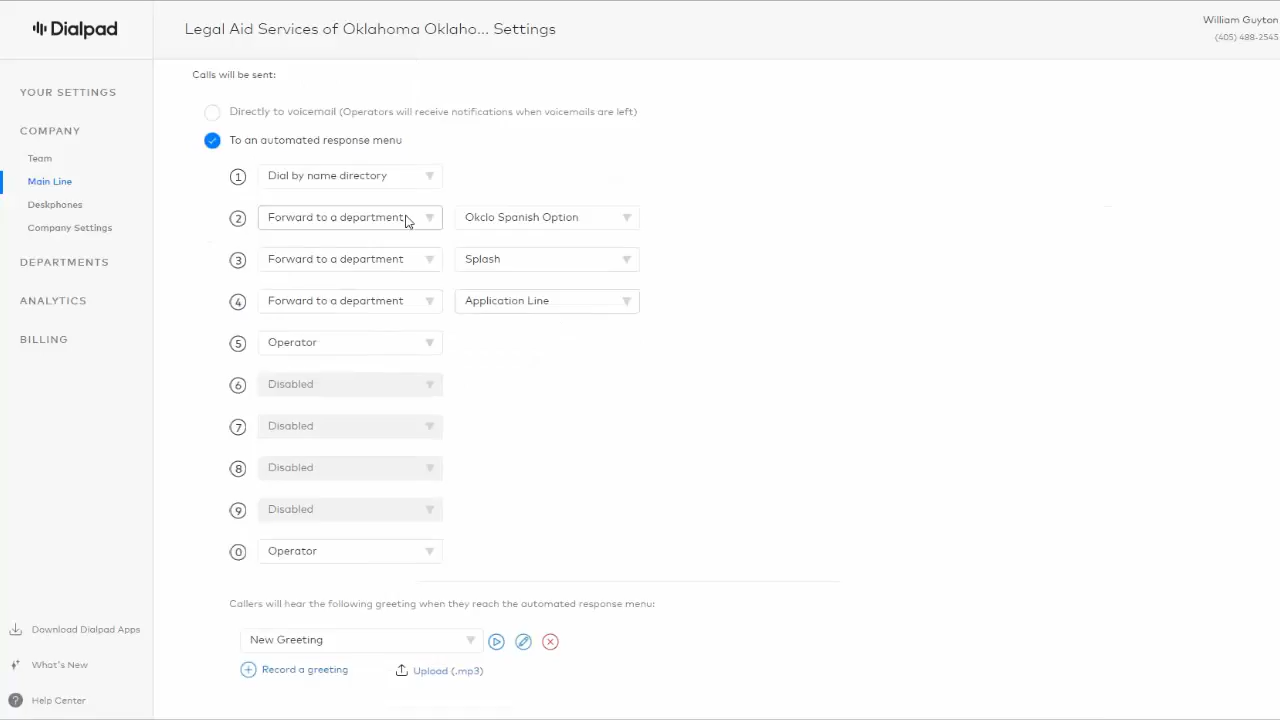 Dialpad
Legal Aid Services of Oklahoma Oklaho... Settings
William Guyton
(405) 488-2545
YOUR SETTINGS
COMPANY
Team
Main Line
Deskphones
Company Settings
DEPARTMENTS
ANALYTICS
BILLING
Download Dialpad Apps
What's New
? Help Center
Calls will be sent:
Directly to voicemail (Operators will receive notifications when voicemails are left)
To an automated response menu
1 Dial by name directory
2 Forward to a department Okclo Spanish Option
3 Forward to a department Splash
4 Forward to a department Application Line
5 Operator
6 Disabled
7 Disabled
8 Disabled
9 Disabled
0 Operator
Callers will hear the following greeting when they reach the automated response menu:
New Greeting
Record a greeting Upload (.mp3)